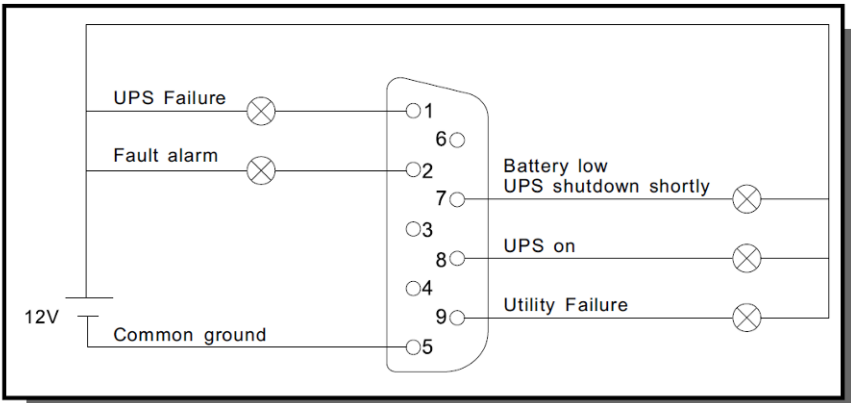 UPS Failure
1
6
Fault alarm
2
Battery low
UPS shutdown shortly
7
3
UPS on
8
4
Utility Failure
9
12V
Common ground
5